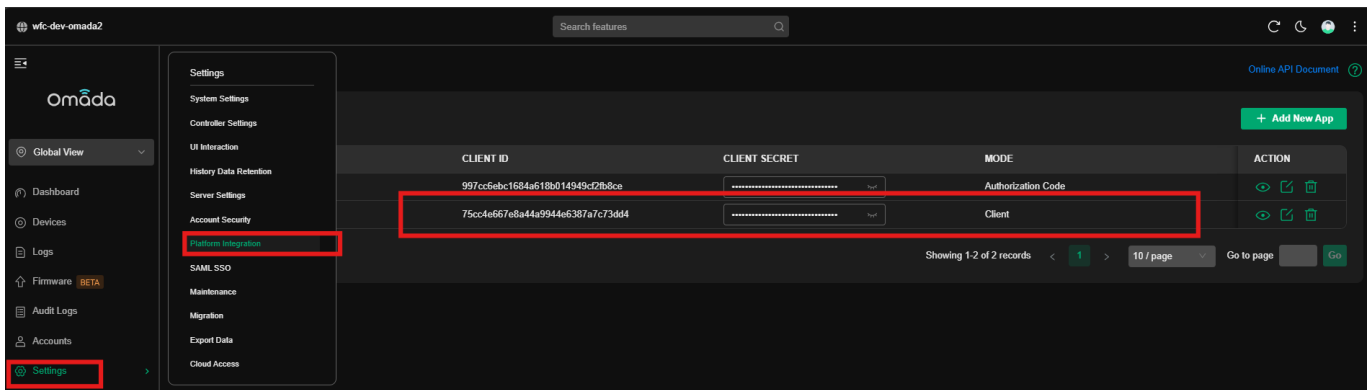 wfc-dev-omada2
Search features
Omada
Global View
Dashboard
Devices
Logs
Firmware BETA
Audit Logs
Accounts
Settings
Settings
System Settings
Controller Settings
UI Interaction
History Data Retention
Server Settings
Account Security
Platform Integration
SAML SSO
Maintenance
Migration
Export Data
Cloud Access
Online API Document
+ Add New App
CLIENT ID CLIENT SECRET MODE ACTION
997cc6ebc1684a618b014949cf2fb8ce •••••••••••••••••••••••••••••••• Authorization Code
75cc4e667e8a44a9944e6387a7c73dd4 •••••••••••••••••••••••••••••••• Client
Showing 1-2 of 2 records < 1 > 10 / page Go to page Go